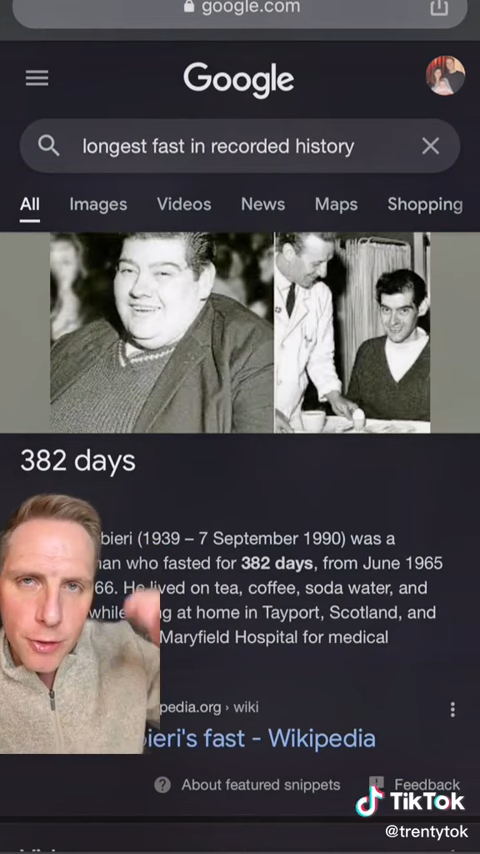 google.com
Google
longest fast in recorded history
All Images Videos News Maps Shopping
382 days
bieri (1939 – 7 September 1990) was a
an who fasted for 382 days, from June 1965
66. He lived on tea, coffee, soda water, and
while g at home in Tayport, Scotland, and
Maryfield Hospital for medical
pedia.org › wiki
ieri's fast - Wikipedia
About featured snippets Feedback
TikTok
@trentytok